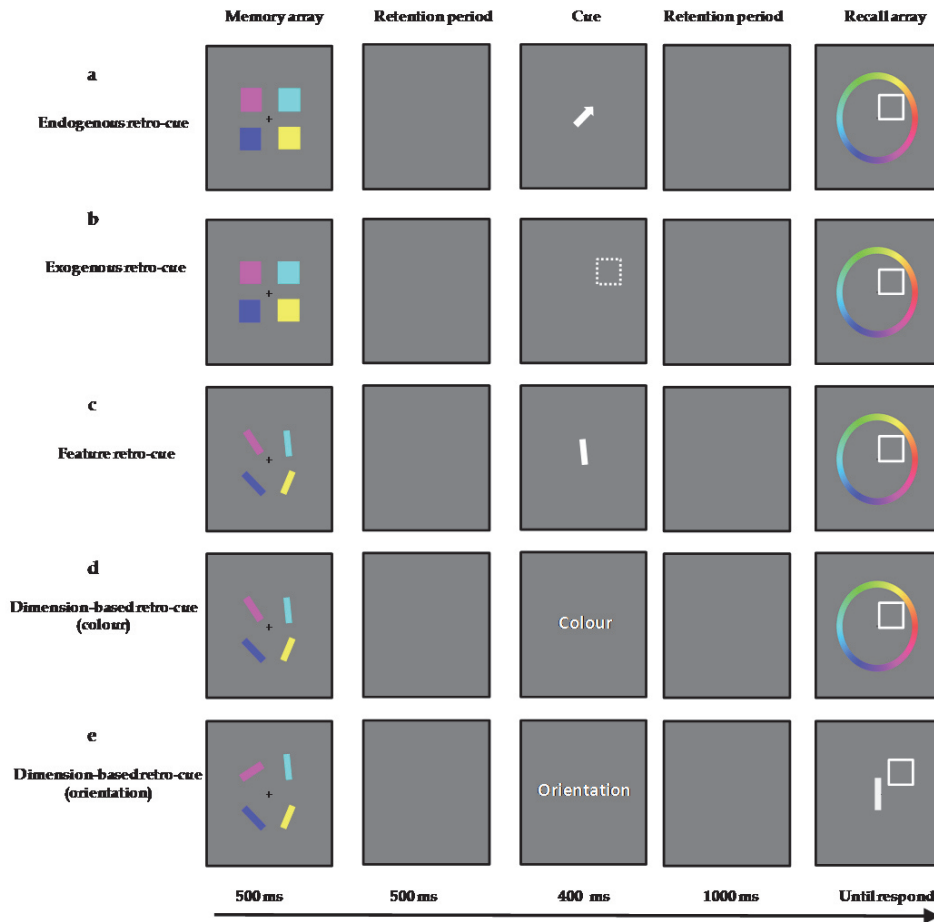 Memory array Retention period Cue Retention period Recall array
a
Endogenous retro-cue
b
Exogenous retro-cue
c
Feature retro-cue
d
Dimension-based retro-cue
(colour)
Colour
e
Dimension-based retro-cue
(orientation)
Orientation
500 ms 500 ms 400 ms 1000 ms Until respond